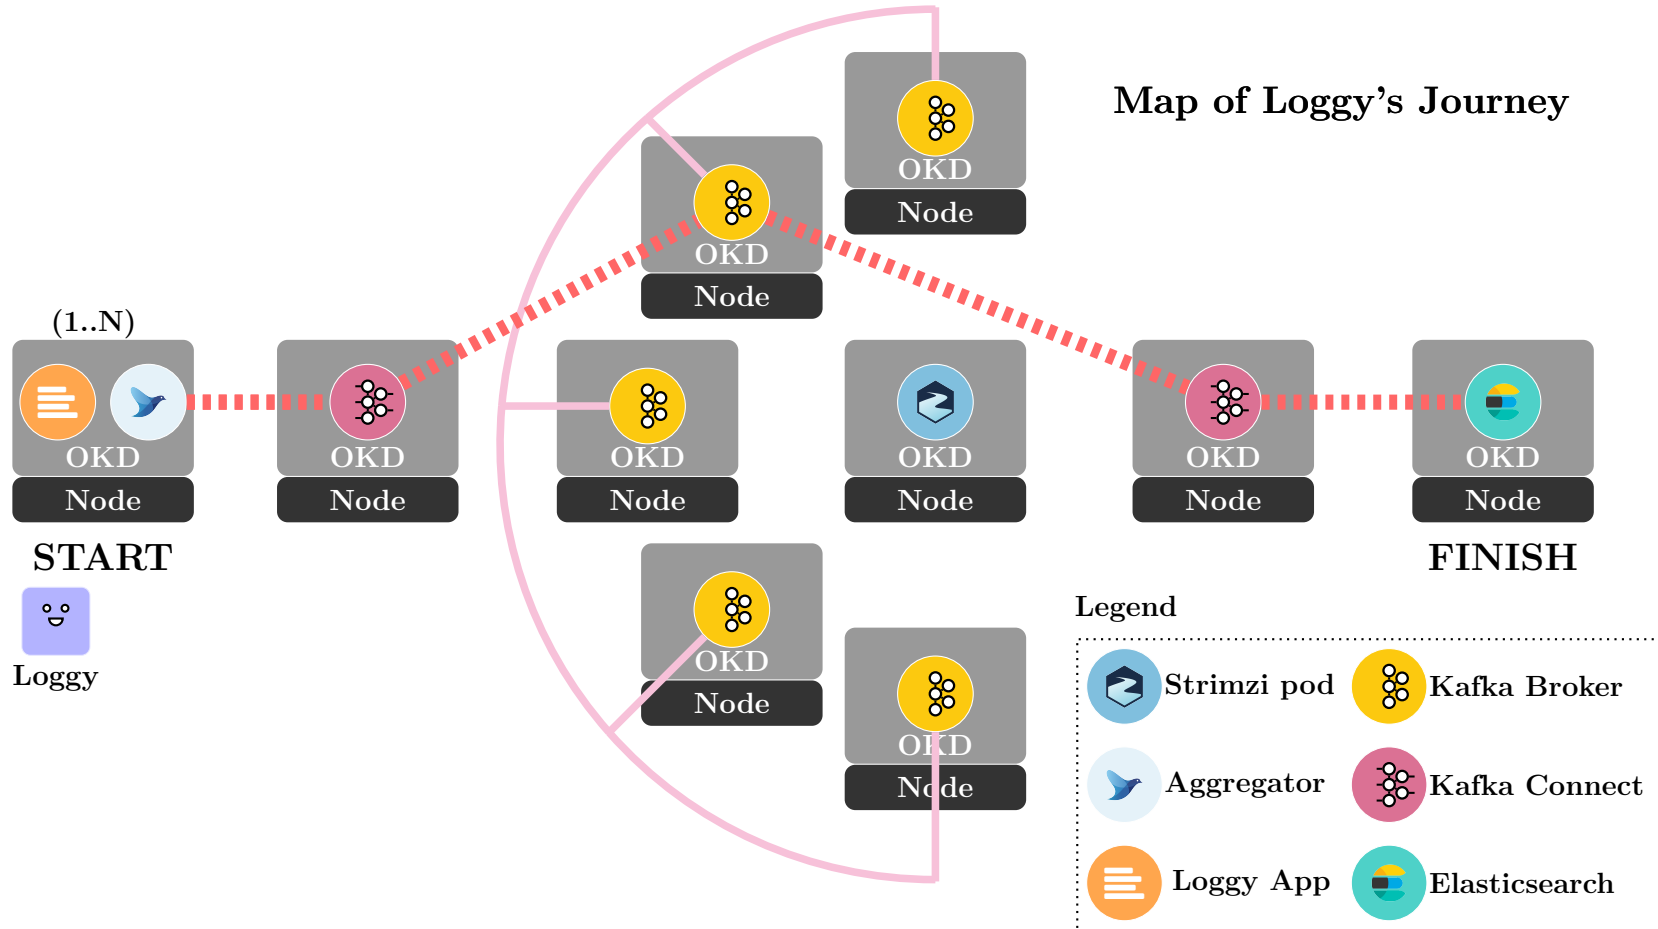 Map of Loggy's Journey
OKD
Node
OKD
Node
(1..N)
OKD
Node
OKD
Node
OKD
Node
OKD
Node
OKD
Node
OKD
Node
START
FINISH
Loggy
OKD
Node
OKD
Node
Legend
Strimzi pod
Kafka Broker
Aggregator
Kafka Connect
Loggy App
Elasticsearch